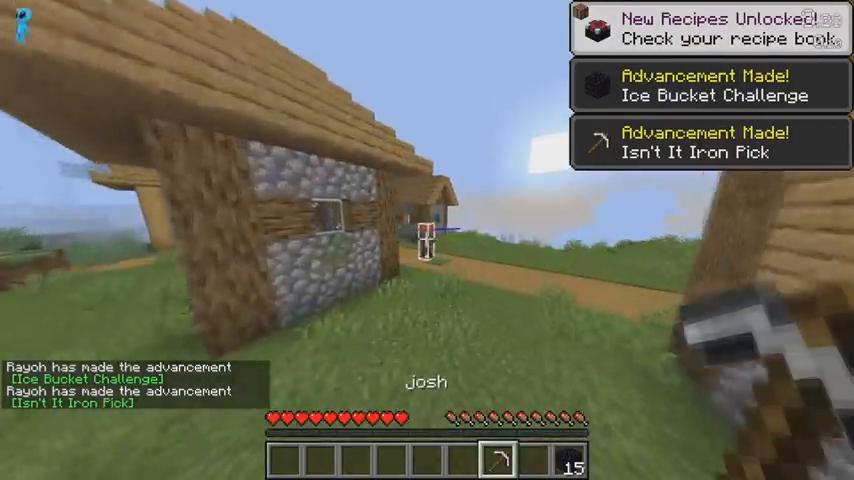 New Recipes Unlocked!
Check your recipe book
Advancement Made!
Ice Bucket Challenge
Advancement Made!
Isn't It Iron Pick
Rayoh has made the advancement
[Ice Bucket Challenge]
Rayoh has made the advancement
[Isn't It Iron Pick]
josh
15